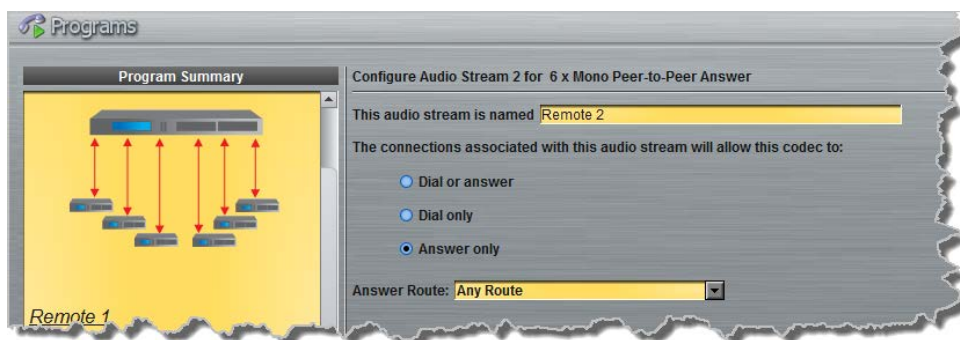 Programs
Program Summary
Remote 1
Configure Audio Stream 2 for 6 x Mono Peer-to-Peer Answer
This audio stream is named Remote 2
The connections associated with this audio stream will allow this codec to:
Dial or answer
Dial only
Answer only
Answer Route: Any Route